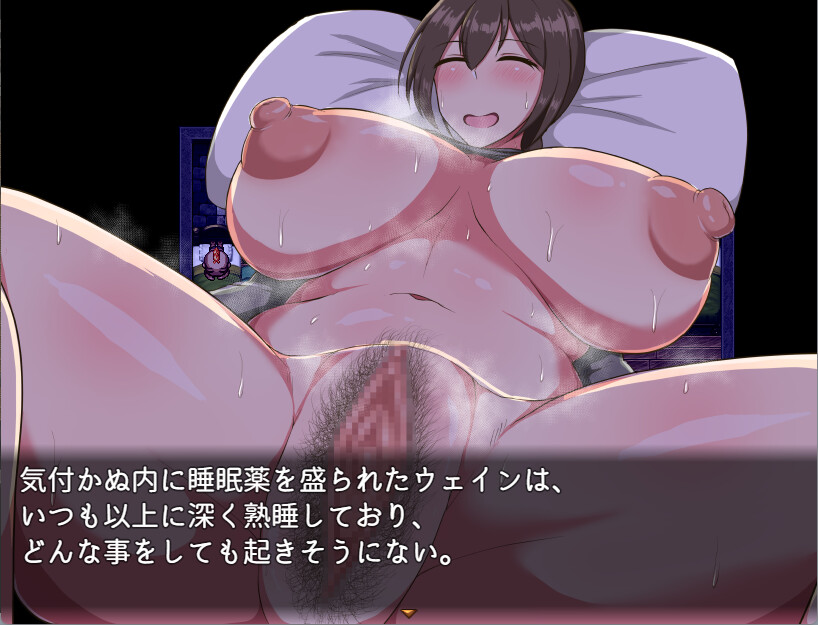 気付かぬ内に睡眠薬を盛られたウェインは、
いつも以上に深く熟睡しており、
どんな事をしても起きそうにない。